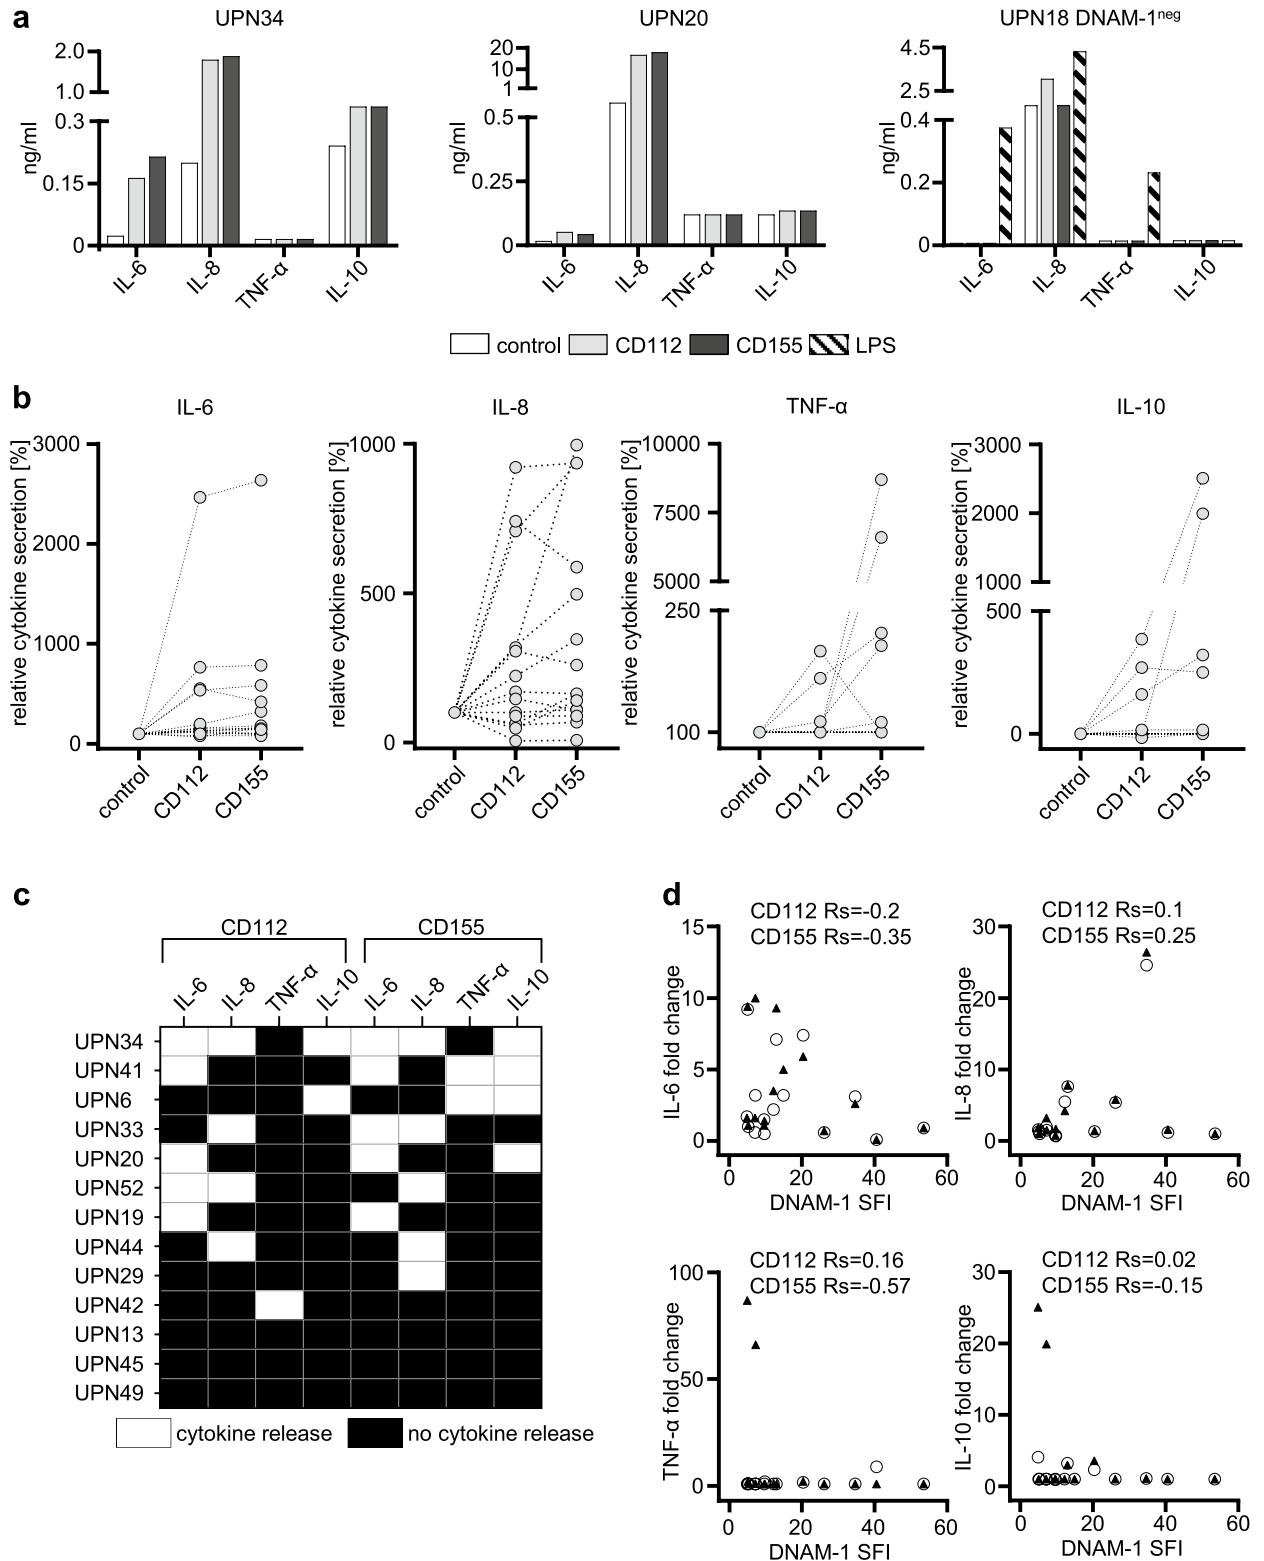 a
UPN34
UPN20
UPN18 DNAM-1neg
ng/ml
2.0
1.0
0.3
0.15
0
IL-6
IL-8
TNF-α
IL-10
ng/ml
20
10
1
0.5
0.25
0
IL-6
IL-8
TNF-α
IL-10
ng/ml
4.5
2.5
0.4
0.2
0
IL-6
IL-8
TNF-α
IL-10
control CD112 CD155 LPS
b
IL-6
relative cytokine secretion [%]
3000
2000
1000
0
control
CD112
CD155
IL-8
relative cytokine secretion [%]
1000
500
0
control
CD112
CD155
TNF-α
relative cytokine secretion [%]
10000
7500
5000
250
100
control
CD112
CD155
IL-10
relative cytokine secretion [%]
3000
2000
1000
500
0
control
CD112
CD155
c
CD112 CD155
IL-6 IL-8 TNF-α IL-10 IL-6 IL-8 TNF-α IL-10
UPN34
UPN41
UPN6
UPN33
UPN20
UPN52
UPN19
UPN44
UPN29
UPN42
UPN13
UPN45
UPN49
cytokine release no cytokine release
d
CD112 Rs=-0.2
CD155 Rs=-0.35
IL-6 fold change
15
10
5
0
0 20 40 60
DNAM-1 SFI
CD112 Rs=0.1
CD155 Rs=0.25
IL-8 fold change
30
20
10
0
0 20 40 60
DNAM-1 SFI
CD112 Rs=0.16
CD155 Rs=-0.57
TNF-α fold change
100
50
0
0 20 40 60
DNAM-1 SFI
CD112 Rs=0.02
CD155 Rs=-0.15
IL-10 fold change
30
20
10
0
0 20 40 60
DNAM-1 SFI